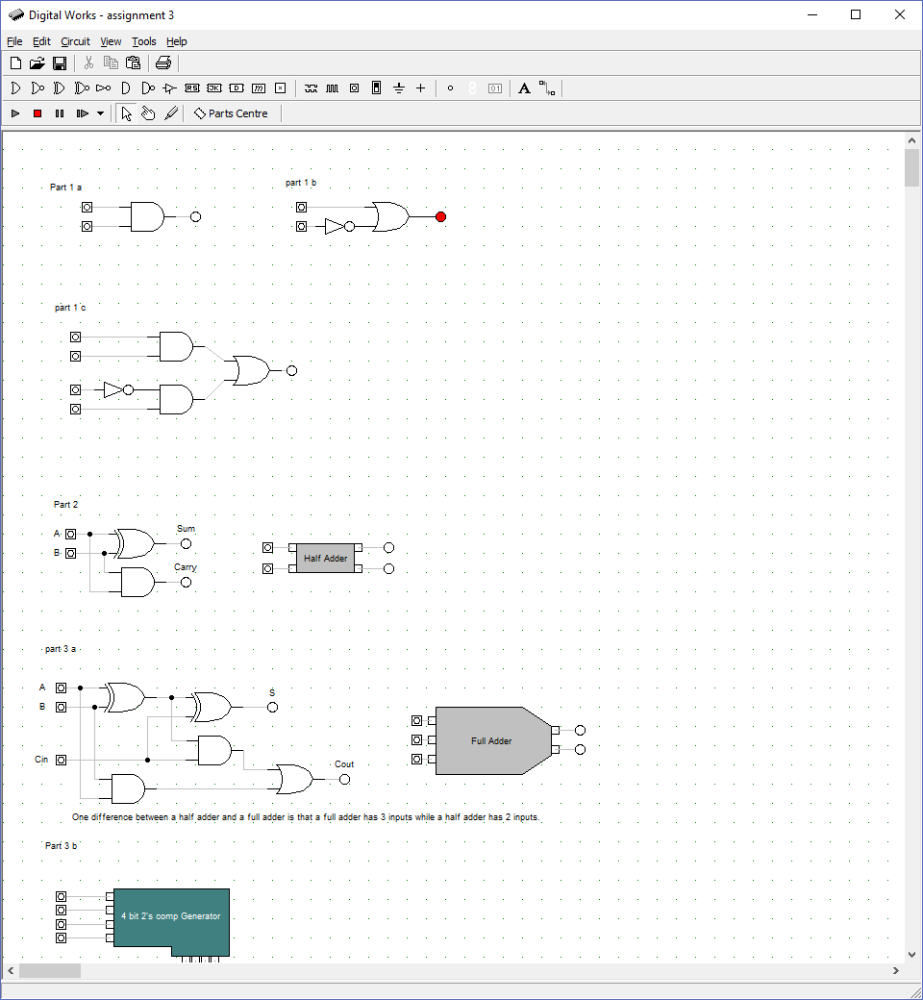 Digital Works - assignment 3
File Edit Circuit View Tools Help
RS JK D 01 A
Parts Centre
Part 1 a
part 1 b
part 1 c
Part 2
A
B
Sum
Carry
Half Adder
part 3 a
A
B
Cin
S
Cout
Full Adder
One difference between a half adder and a full adder is that a full adder has 3 inputs while a half adder has 2 inputs.
Part 3 b
4 bit 2's comp Generator